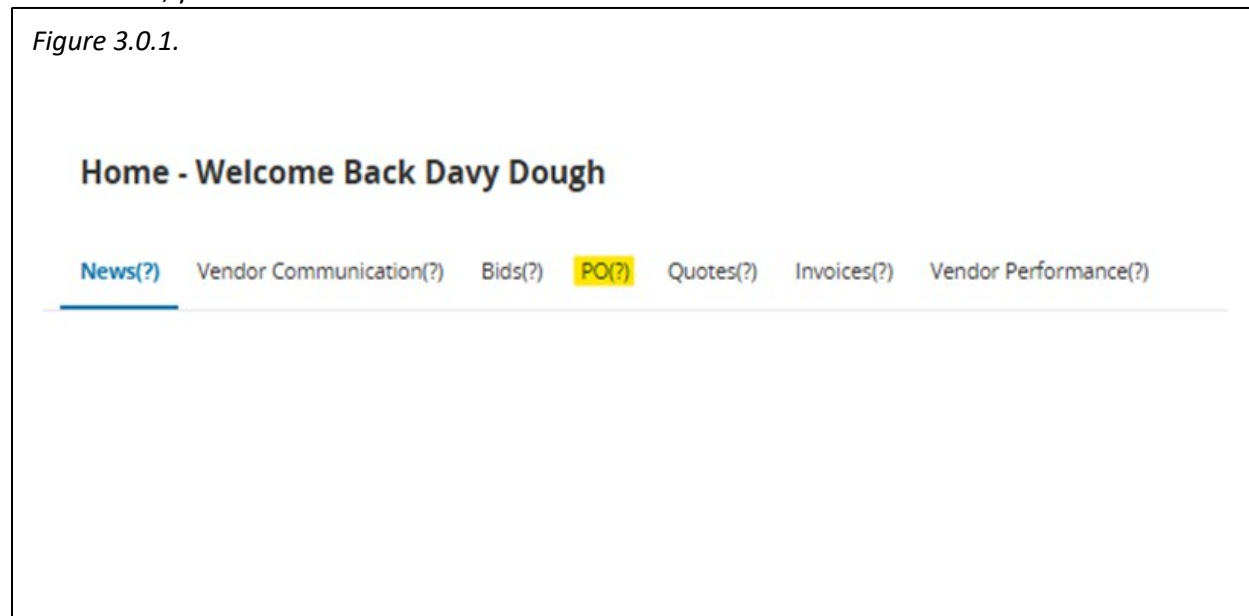 Figure 3.0.1.
Home - Welcome Back Davy Dough
News(?) Vendor Communication(?) Bids(?) PO(?) Quotes(?) Invoices(?) Vendor Performance(?)